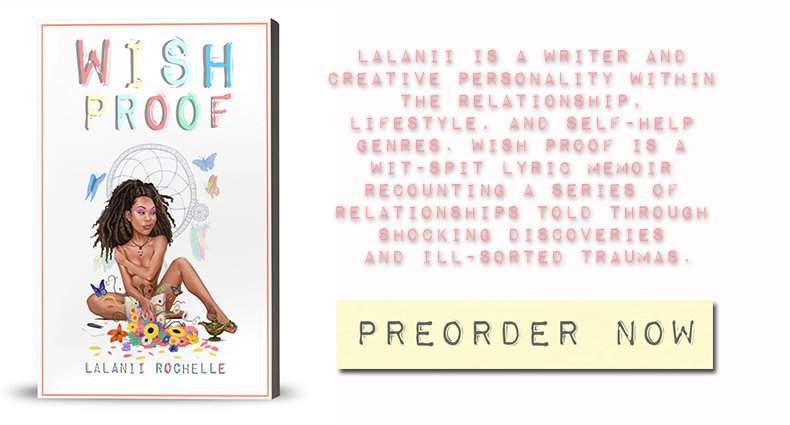 WISH
PROOF
LALANII ROCHELLE
LALANII IS A WRITER AND
CREATIVE PERSONALITY WITHIN
THE RELATIONSHIP,
LIFESTYLE, AND SELF-HELP
GENRES. WISH PROOF IS A
WIT-SPIT LYRIC MEMOIR
RECOUNTING A SERIES OF
RELATIONSHIPS TOLD THROUGH
SHOCKING DISCOVERIES
AND ILL-SORTED TRAUMAS.
PREORDER NOW